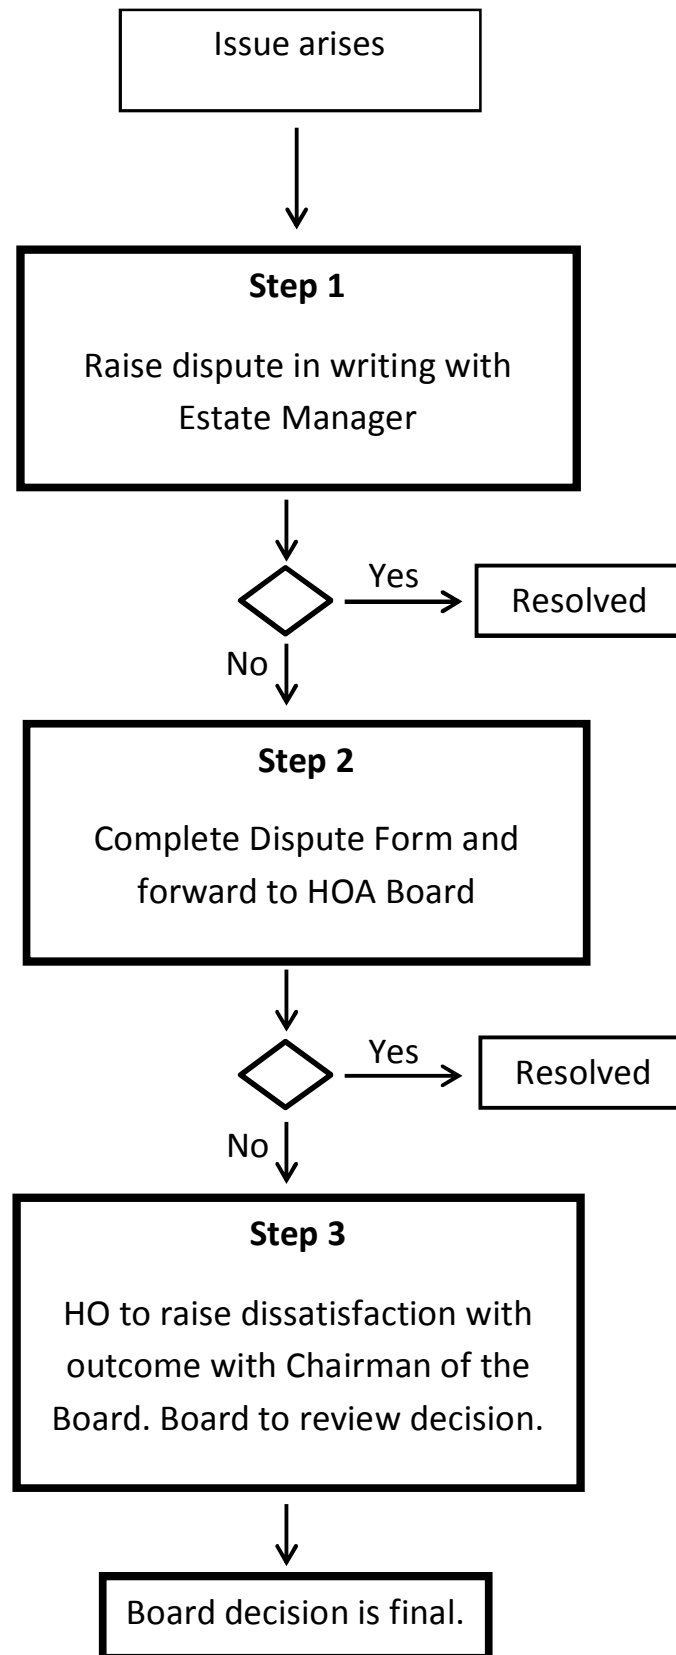 Issue arises
Step 1
Raise dispute in writing with
Estate Manager
Yes
Resolved
No
Step 2
Complete Dispute Form and
forward to HOA Board
Yes
Resolved
No
Step 3
HO to raise dissatisfaction with
outcome with Chairman of the
Board. Board to review decision.
Board decision is final.